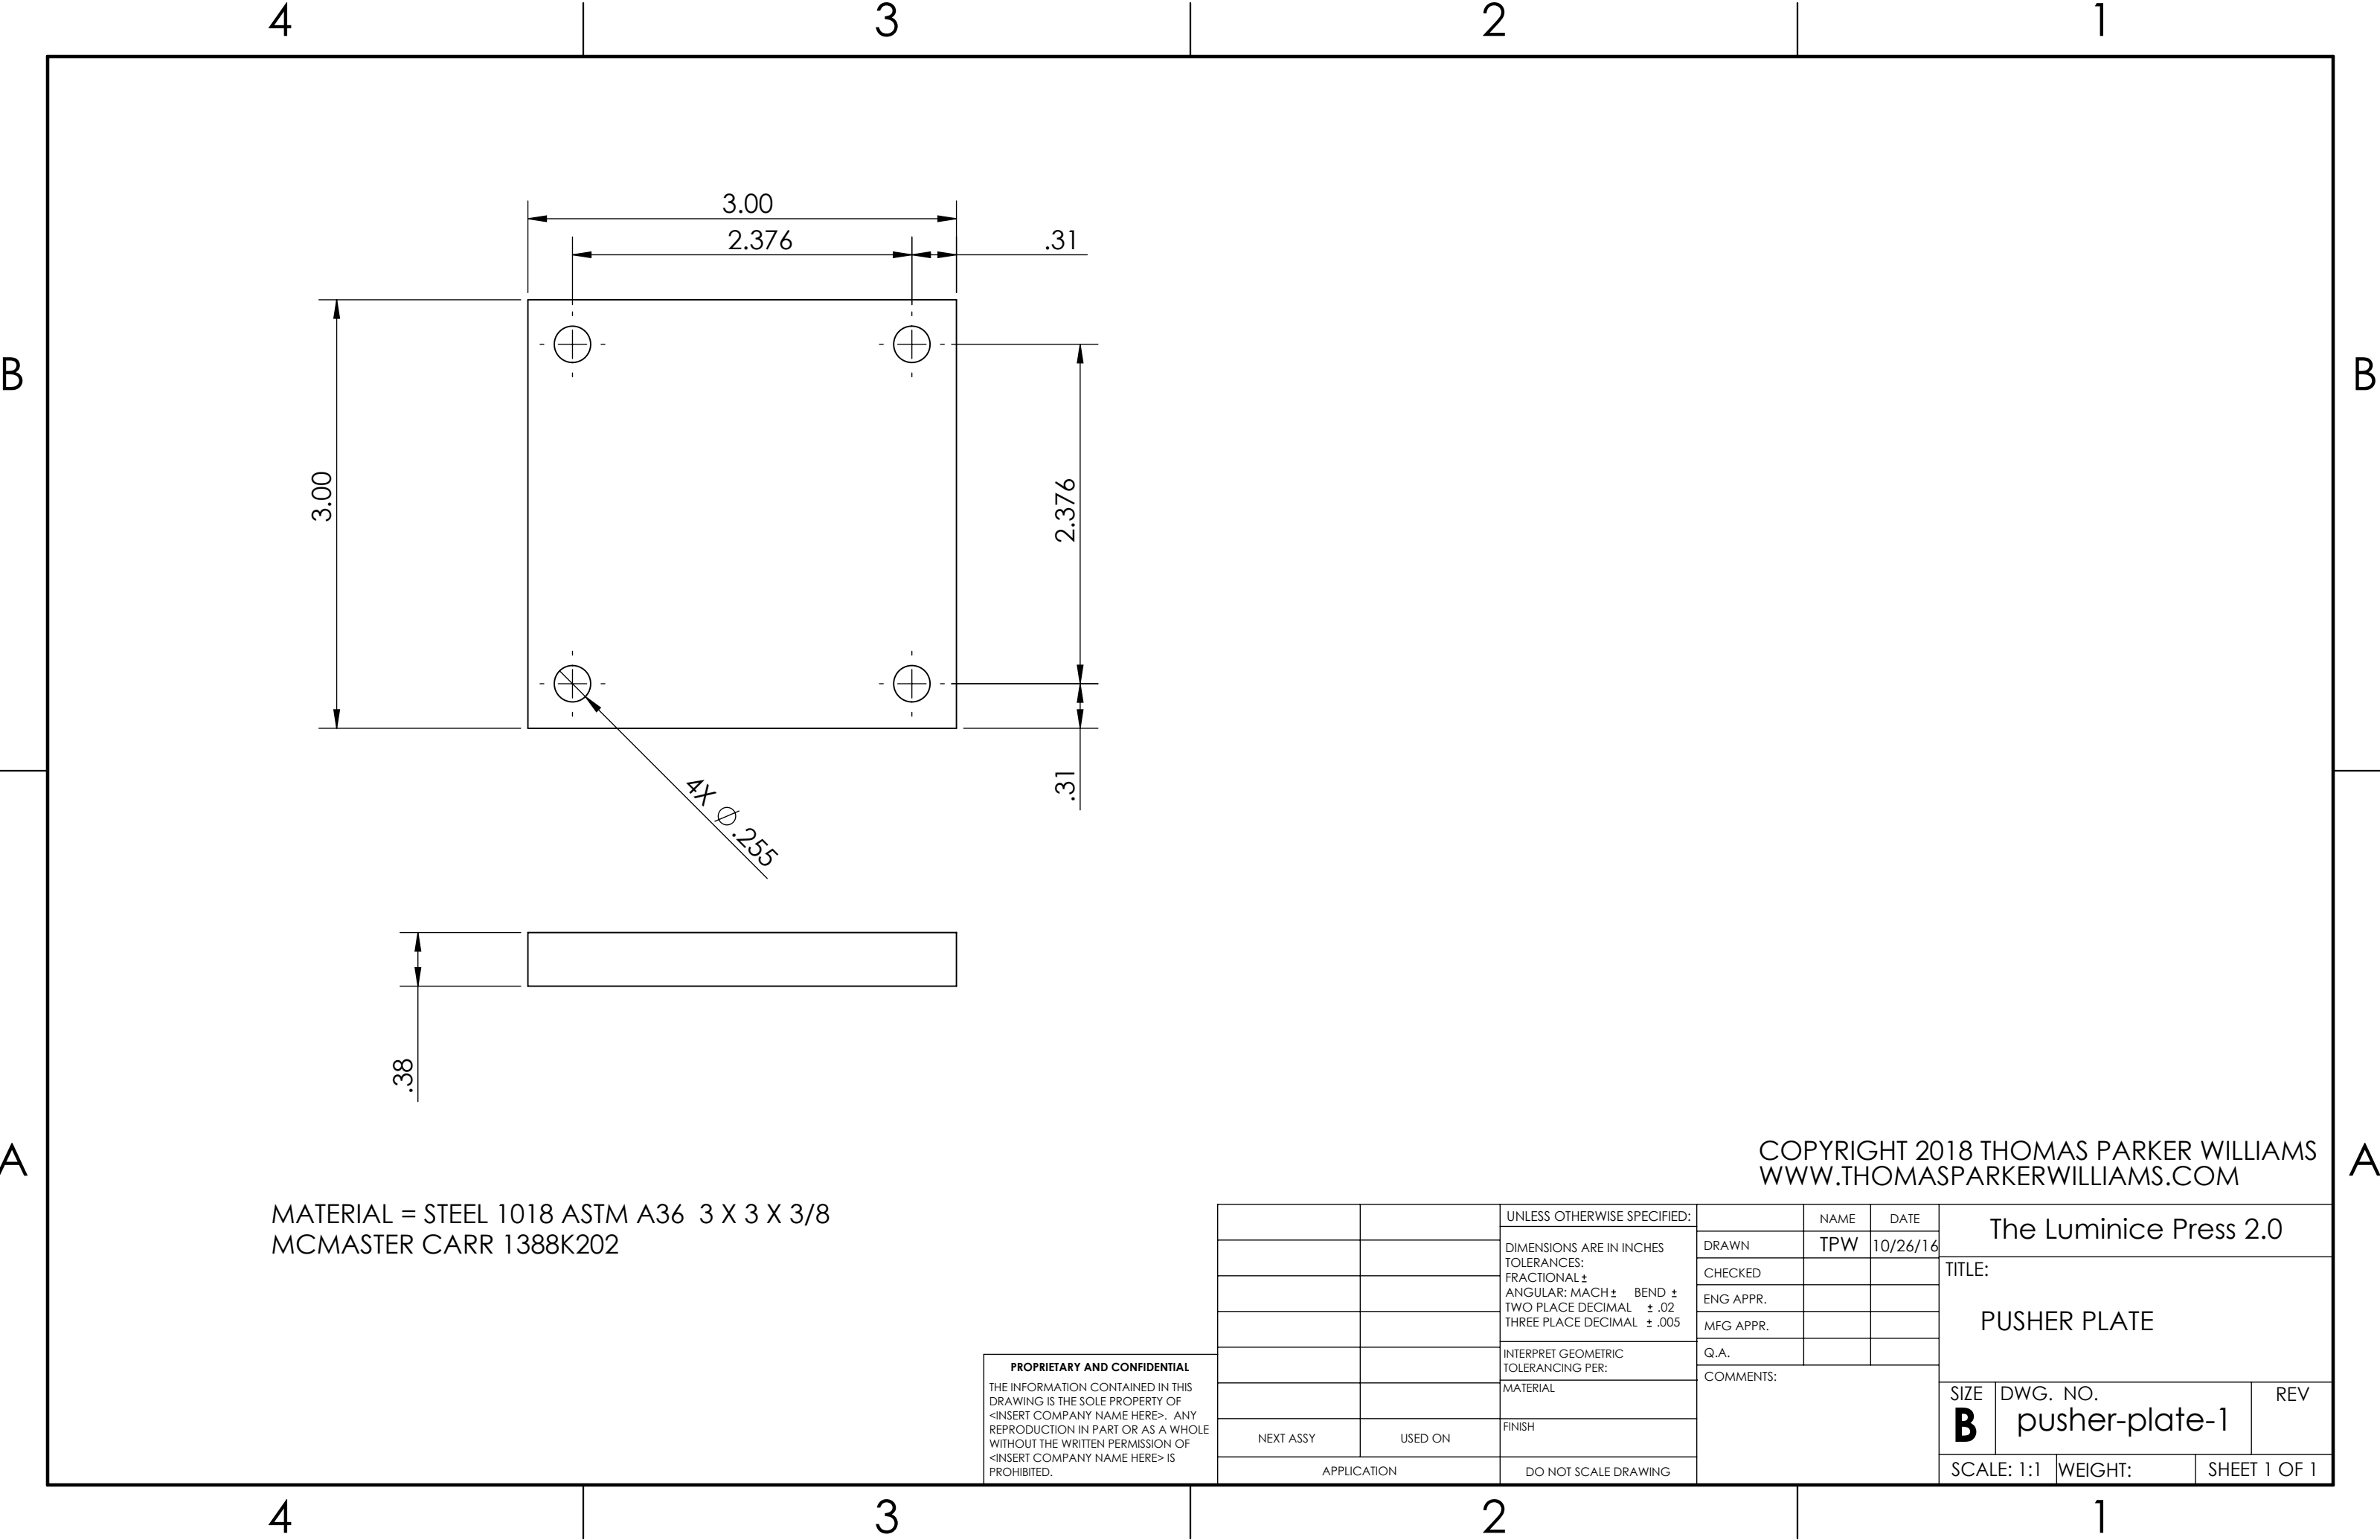 4 3 2 1
3.00
2.376 .31
B B
3.00
2.376
.31
4X ⌀.255
.38
A A
COPYRIGHT 2018 THOMAS PARKER WILLIAMS
WWW.THOMASPARKERWILLIAMS.COM
MATERIAL = STEEL 1018 ASTM A36 3 X 3 X 3/8
MCMASTER CARR 1388K202
PROPRIETARY AND CONFIDENTIAL
THE INFORMATION CONTAINED IN THIS
DRAWING IS THE SOLE PROPERTY OF
<INSERT COMPANY NAME HERE>. ANY
REPRODUCTION IN PART OR AS A WHOLE
WITHOUT THE WRITTEN PERMISSION OF
<INSERT COMPANY NAME HERE> IS
PROHIBITED.
NEXT ASSY USED ON
APPLICATION
UNLESS OTHERWISE SPECIFIED:
DIMENSIONS ARE IN INCHES
TOLERANCES:
FRACTIONAL ±
ANGULAR: MACH ± BEND ±
TWO PLACE DECIMAL ± .02
THREE PLACE DECIMAL ± .005
INTERPRET GEOMETRIC
TOLERANCING PER:
MATERIAL
FINISH
DO NOT SCALE DRAWING
NAME DATE
DRAWN TPW 10/26/16
CHECKED
ENG APPR.
MFG APPR.
Q.A.
COMMENTS:
The Luminice Press 2.0
TITLE:
PUSHER PLATE
SIZE DWG. NO. REV
B pusher-plate-1
SCALE: 1:1 WEIGHT: SHEET 1 OF 1
4 3 2 1